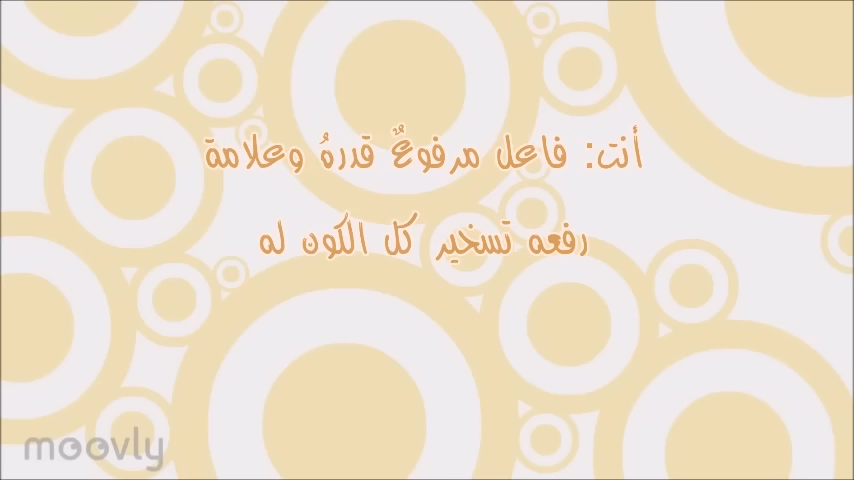 أنت: فاعل مرفوعٌ قدرهُ وعلامة
رفعه تسخير كل الكون له
moovly